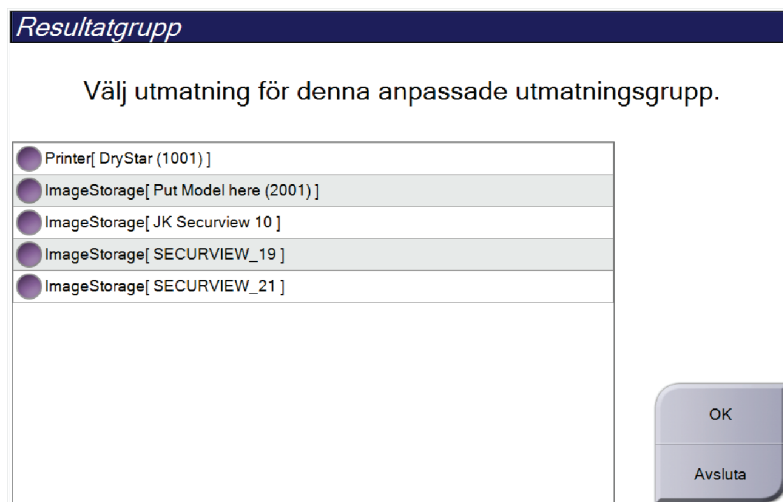 Resultatgrupp
Välj utmatning för denna anpassade utmatningsgrupp.
Printer[ DryStar (1001) ]
ImageStorage[ Put Model here (2001) ]
ImageStorage[ JK Securview 10 ]
ImageStorage[ SECURVIEW_19 ]
ImageStorage[ SECURVIEW_21 ]
OK
Avsluta